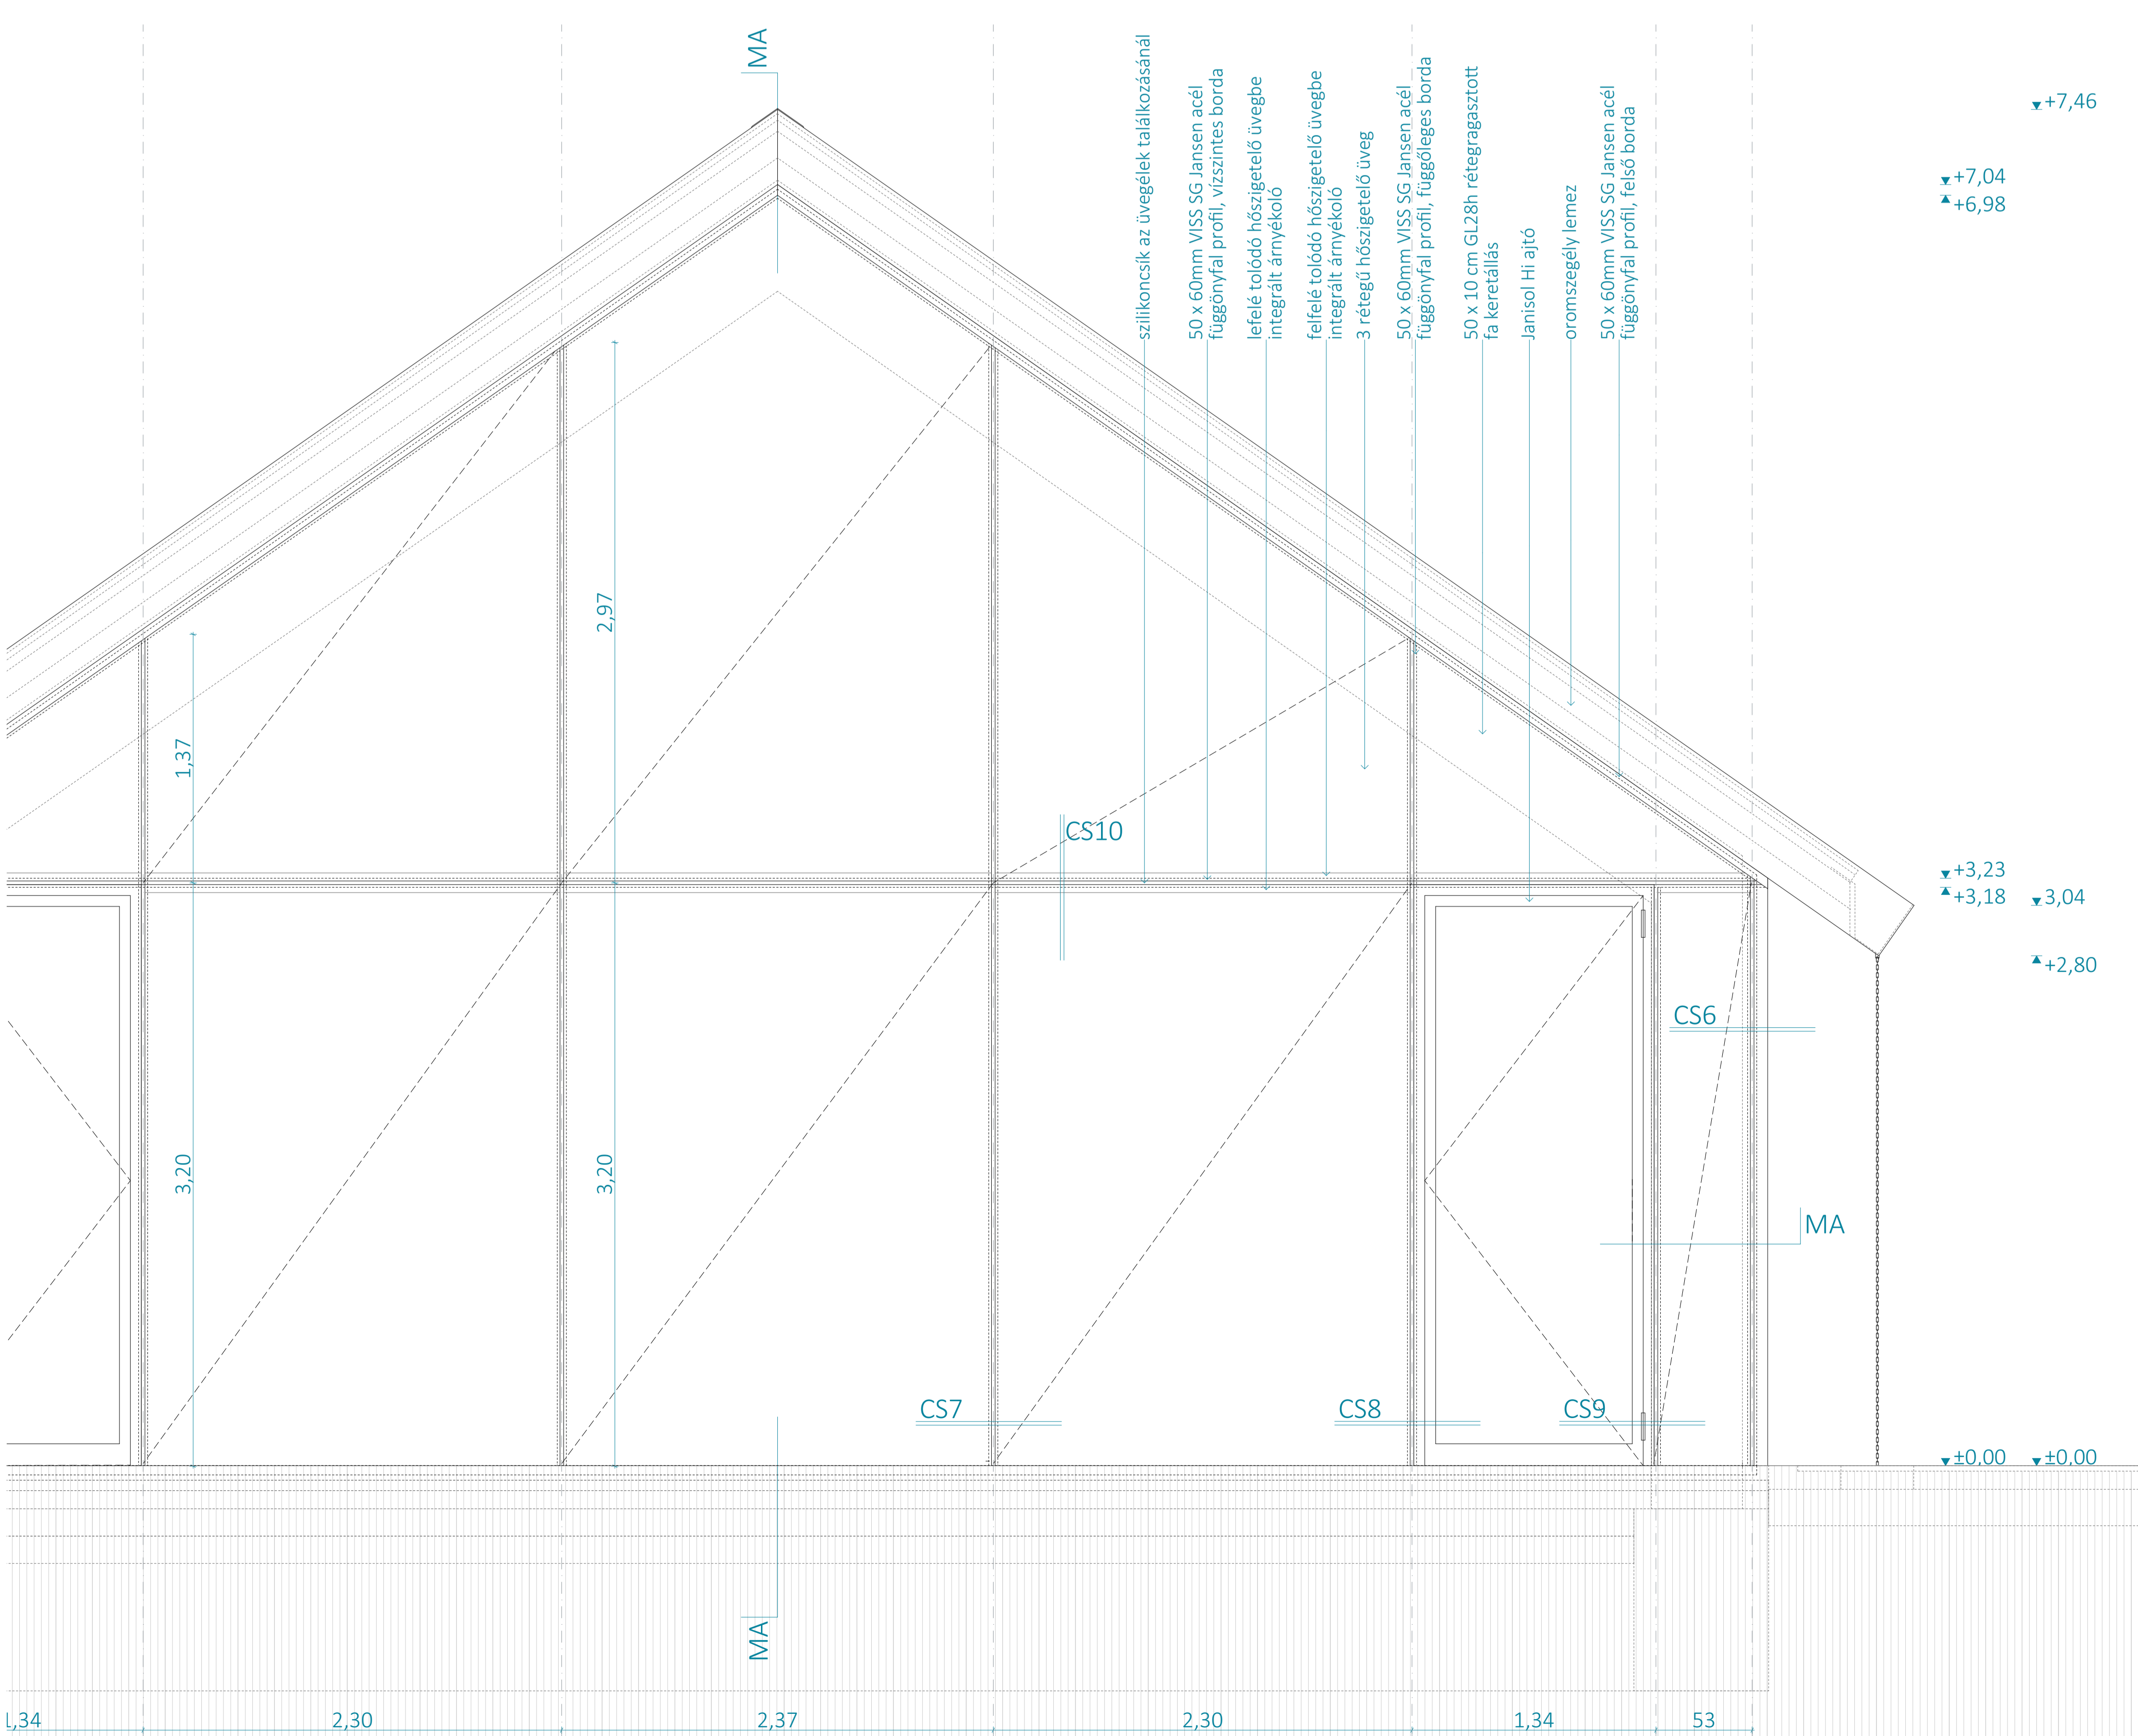 MA
szilikoncsík az üvegélek találkozásánál
50 x 60mm VISS SG Jansen acél
függönyfal profil, vízszintes borda
lefelé tolódó hőszigetelő üvegbe
integrált árnyékoló
felfelé tolódó hőszigetelő üvegbe
integrált árnyékoló
3 rétegű hőszigetelő üveg
50 x 60mm VISS SG Jansen acél
függönyfal profil, függőleges borda
50 x 10 cm GL28h rétegragasztott
fa keretállás
Janisol Hi ajtó
oromszegély lemez
50 x 60mm VISS SG Jansen acél
függönyfal profil, felső borda
+7,46
+7,04
+6,98
2,97
1,37
CS10
+3,23
+3,18
3,04
+2,80
CS6
3,20
3,20
MA
CS7
CS8
CS9
±0,00
±0,00
MA
1,34
2,30
2,37
2,30
1,34
53